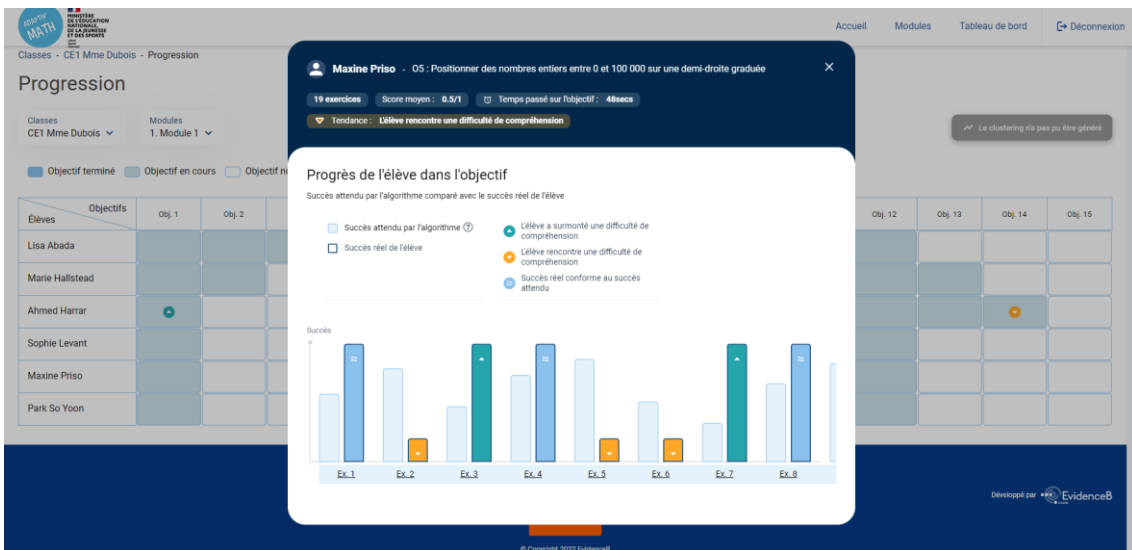 ADAPTIV'
MATH
MINISTÈRE
DE L'ÉDUCATION
NATIONALE,
DE LA JEUNESSE
ET DES SPORTS
Accueil
Modules
Tableau de bord
Déconnexion
Classes - CE1 Mme Dubois - Progression
Progression
Classes
CE1 Mme Dubois
Modules
1. Module 1
Le clustering n'a pas pu être généré
Objectif terminé
Objectif en cours
Objectif no
Objectifs
Élèves
Obj. 1
Obj. 2
Obj. 12
Obj. 13
Obj. 14
Obj. 15
Lisa Abada
Marie Hallstead
Ahmed Harrar
Sophie Levant
Maxine Priso
Park So Yoon
Maxine Priso - O5 : Positionner des nombres entiers entre 0 et 100 000 sur une demi-droite graduée
19 exercices
Score moyen : 0.5/1
Temps passé sur l'objectif : 48secs
Tendance : L'élève rencontre une difficulté de compréhension
Progrès de l'élève dans l'objectif
Succès attendu par l'algorithme comparé avec le succès réel de l'élève
Succès attendu par l'algorithme ?
Succès réel de l'élève
L'élève a surmonté une difficulté de
compréhension
L'élève rencontre une difficulté de
compréhension
Succès réel conforme au succès
attendu
Succès
Ex. 1
Ex. 2
Ex. 3
Ex. 4
Ex. 5
Ex. 6
Ex. 7
Ex. 8
Développé par EvidenceB
© Copyright 2022 EvidenceB